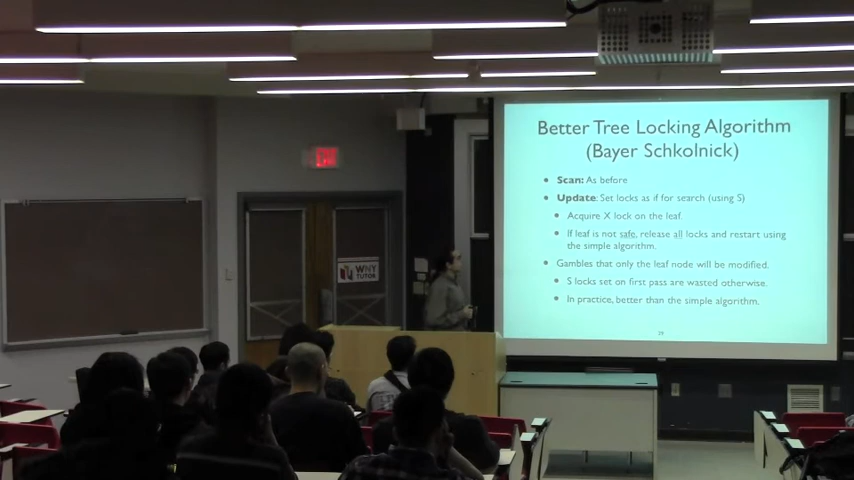 EXIT
WNY
TUTOR
Better Tree Locking Algorithm
(Bayer Schkolnick)
• Scan: As before
• Update: Set locks as if for search (using S)
• Acquire X lock on the leaf.
• If leaf is not safe, release all locks and restart using
the simple algorithm.
• Gambles that only the leaf node will be modified.
• S locks set on first pass are wasted otherwise.
• In practice, better than the simple algorithm.